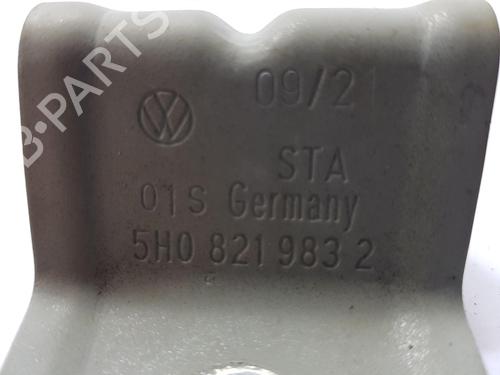 B-PARTS
09/21
STA
01S Germany
5H0 821 983 2